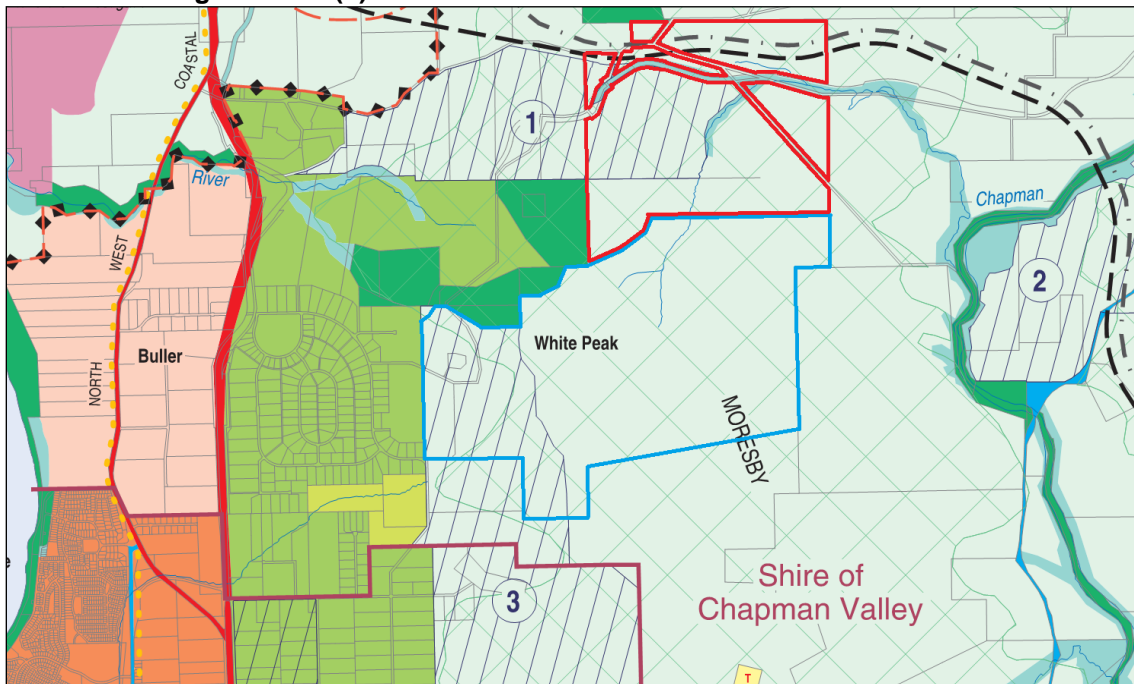 COASTAL
1
River
Chapman
WEST
2
White Peak
Buller
NORTH
MORESBY
Shire of
Chapman Valley
3
T